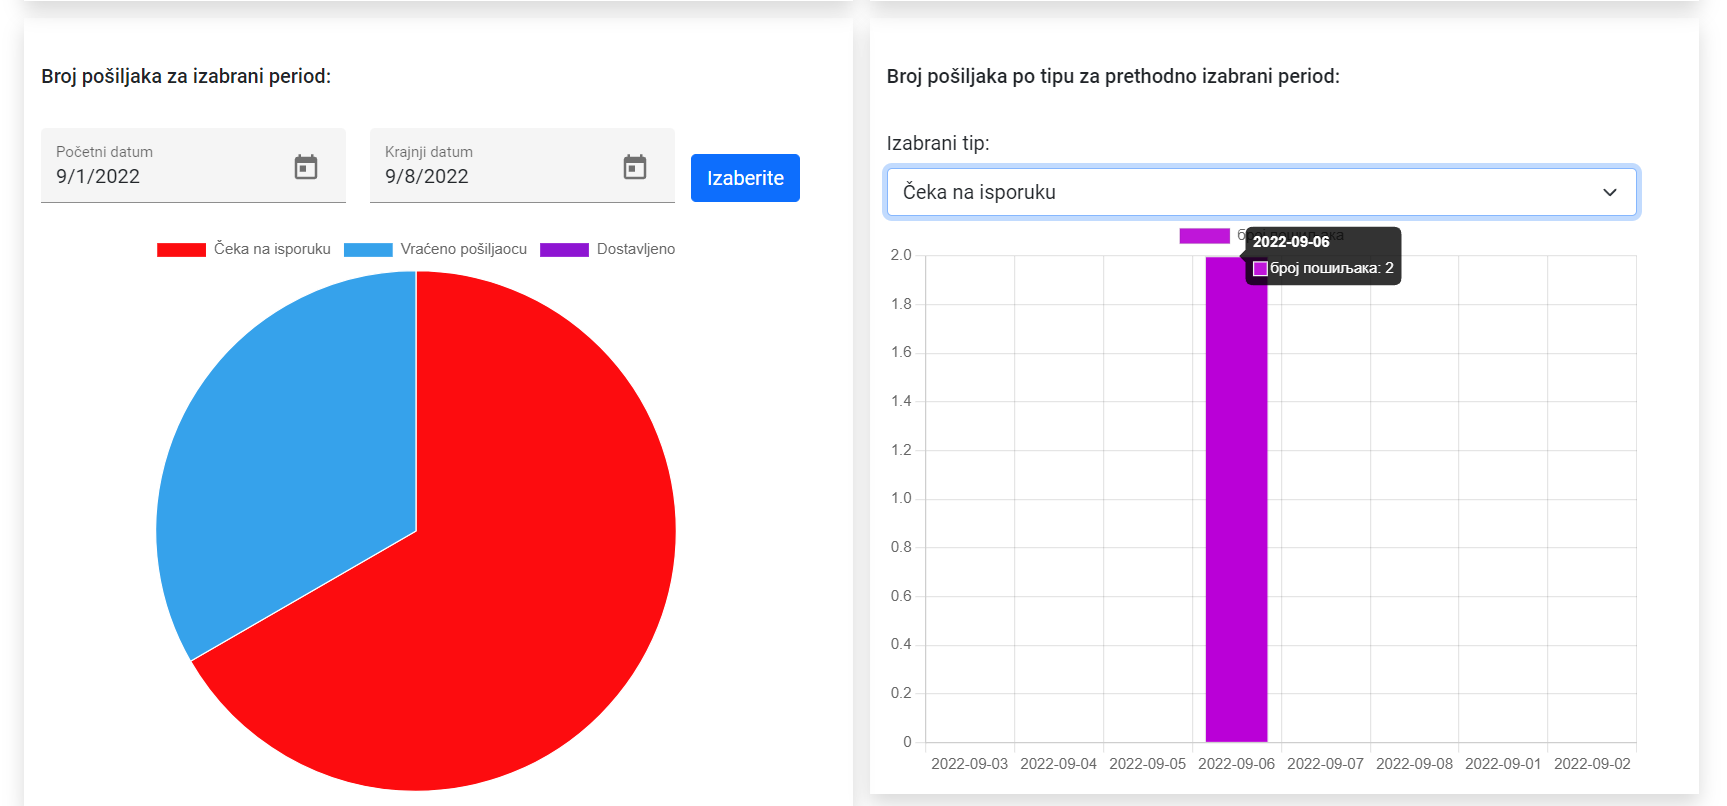 Broj pošiljaka za izabrani period:
Početni datum
9/1/2022
Krajnji datum
9/8/2022
Izaberite
Čeka na isporuku
Vraćeno pošiljaocu
Dostavljeno
Broj pošiljaka po tipu za prethodno izabrani period:
Izabrani tip:
Čeka na isporuku
број пошиљака
2022-09-06
број пошиљака: 2
2.0
1.8
1.6
1.4
1.2
1.0
0.8
0.6
0.4
0.2
0
2022-09-03 2022-09-04 2022-09-05 2022-09-06 2022-09-07 2022-09-08 2022-09-01 2022-09-02